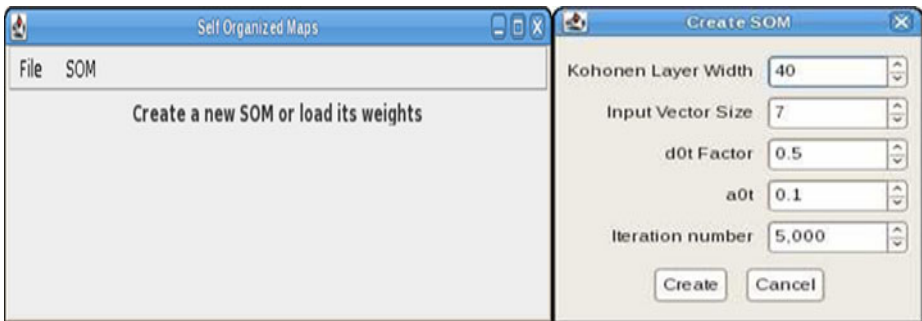 Self Organized Maps
File SOM
Create a new SOM or load its weights
Create SOM
Kohonen Layer Width 40
Input Vector Size 7
d0t Factor 0.5
a0t 0.1
Iteration number 5,000
Create Cancel